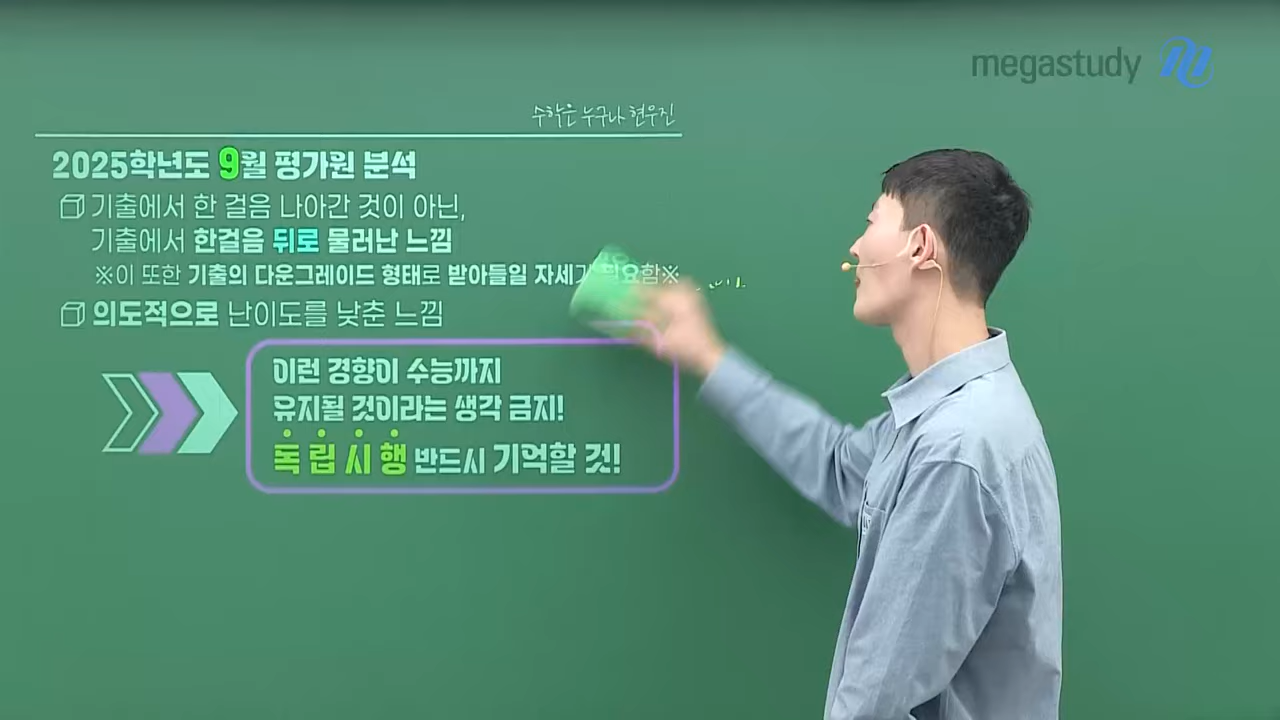 megastudy
수학은 누구나 현우진
2025학년도 9월 평가원 분석
기출에서 한 걸음 나아간 것이 아닌,
기출에서 한걸음 뒤로 물러난 느낌
※이 또한 기출의 다운그레이드 형태로 받아들일 자세가 필요함※
의도적으로 난이도를 낮춘 느낌
이런 경향이 수능까지
유지될 것이라는 생각 금지!
독립시행 반드시 기억할 것!